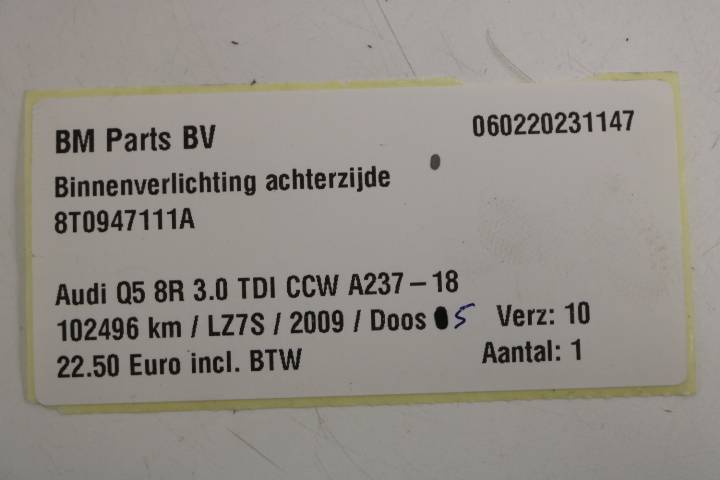 BM Parts BV 060220231147
Binnenverlichting achterzijde
8T0947111A
Audi Q5 8R 3.0 TDI CCW A237-18
102496 km / LZ7S / 2009 / Doos 5 Verz: 10
22.50 Euro incl. BTW Aantal: 1